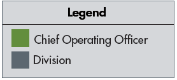 Legend
Chief Operating Officer
Division